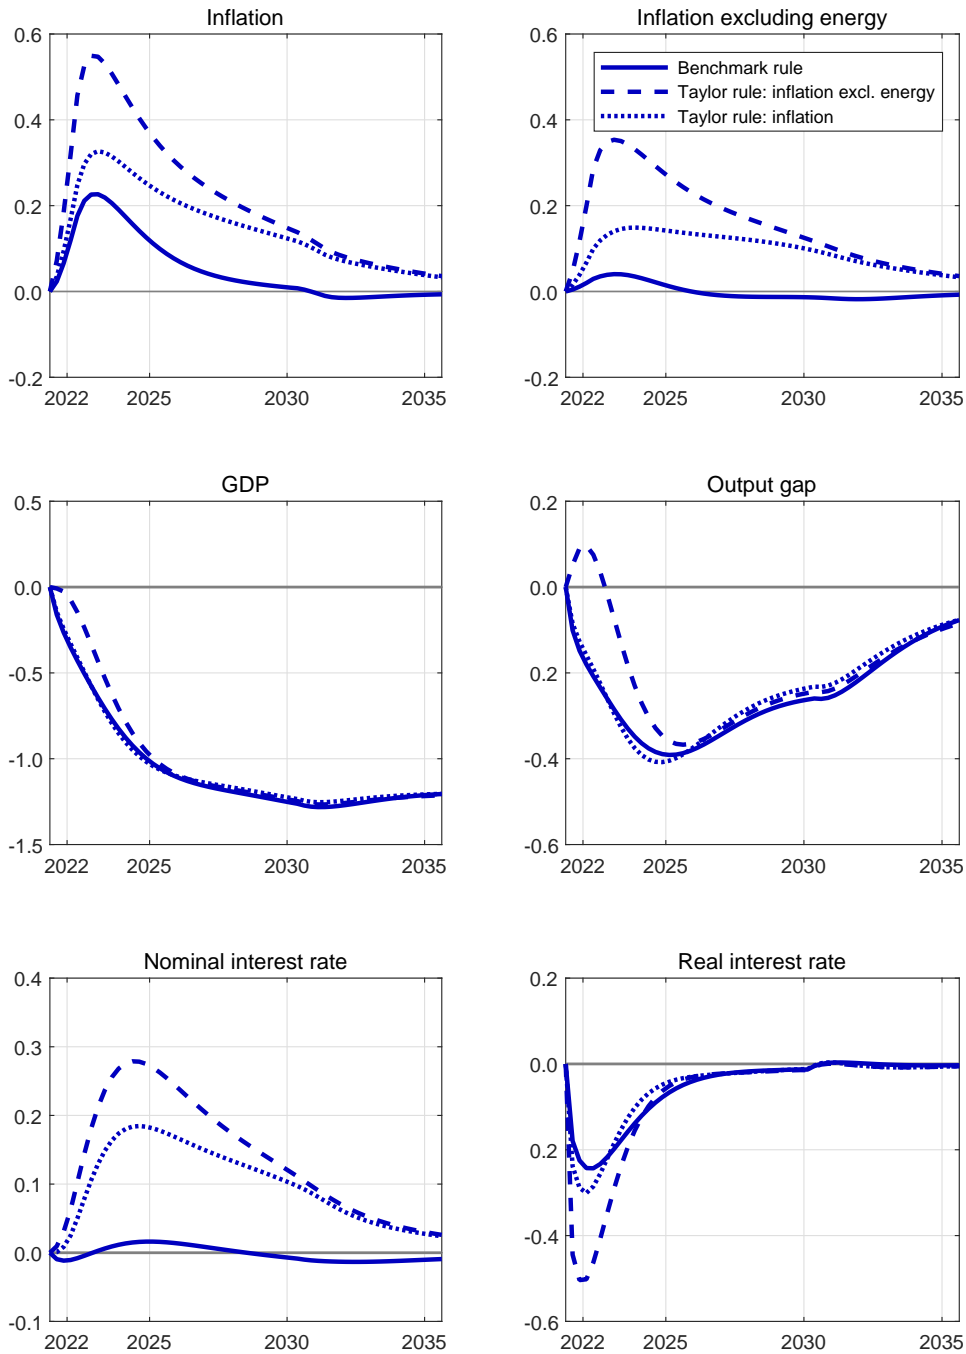 Inflation
Inflation excluding energy
0.6
0.4
0.2
0.0
-0.2
2022 2025 2030 2035
0.6
0.4
0.2
0.0
-0.2
2022 2025 2030 2035
Benchmark rule
Taylor rule: inflation excl. energy
Taylor rule: inflation
GDP
Output gap
0.5
0.0
-0.5
-1.0
-1.5
2022 2025 2030 2035
0.2
0.0
0.2
-0.4
-0.6
2022 2025 2030 2035
Nominal interest rate
Real interest rate
0.4
0.3
0.2
0.1
0.0
-0.1
2022 2025 2030 2035
0.2
0.0
0.2
-0.4
-0.6
2022 2025 2030 2035